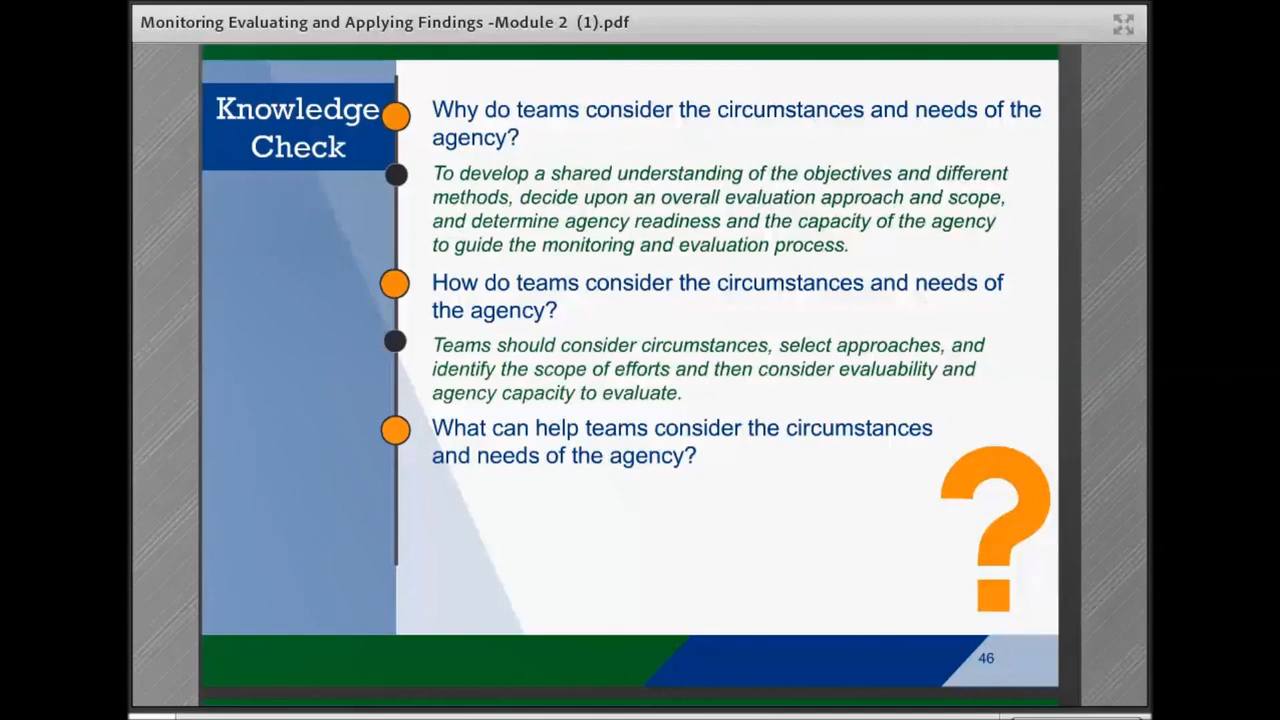 Monitoring Evaluating and Applying Findings -Module 2 (1).pdf
Knowledge
Check
Why do teams consider the circumstances and needs of the
agency?
To develop a shared understanding of the objectives and different
methods, decide upon an overall evaluation approach and scope,
and determine agency readiness and the capacity of the agency
to guide the monitoring and evaluation process.
How do teams consider the circumstances and needs of
the agency?
Teams should consider circumstances, select approaches, and
identify the scope of efforts and then consider evaluability and
agency capacity to evaluate.
What can help teams consider the circumstances
and needs of the agency?
?
46